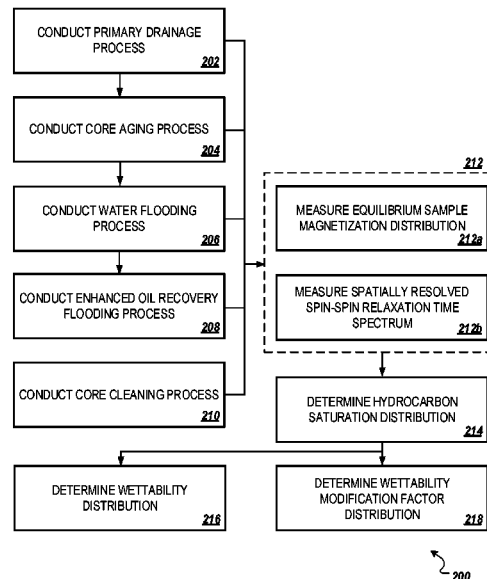 CONDUCT PRIMARY DRAINAGE
PROCESS
202
CONDUCT CORE AGING PROCESS
204
CONDUCT WATER FLOODING
PROCESS
206
CONDUCT ENHANCED OIL RECOVERY
FLOODING PROCESS
208
CONDUCT CORE CLEANING PROCESS
210
212
MEASURE EQUILIBRIUM SAMPLE
MAGNETIZATION DISTRIBUTION
212a
MEASURE SPATIALLY RESOLVED
SPIN-SPIN RELAXATION TIME
SPECTRUM
212b
DETERMINE HYDROCARBON
SATURATION DISTRIBUTION
214
DETERMINE WETTABILITY
DISTRIBUTION
216
DETERMINE WETTABILITY
MODIFICATION FACTOR
DISTRIBUTION
218
200